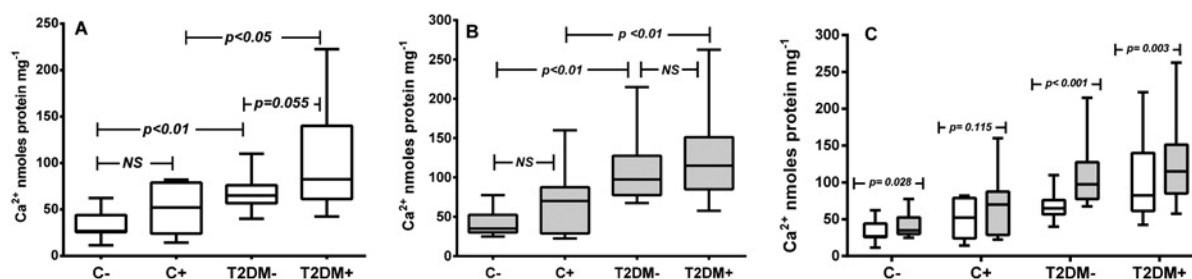 A
Ca²⁺ nmoles protein mg⁻¹
250
200
150
100
50
0
p<0.05
p=0.055
p<0.01
NS
C- C+ T2DM- T2DM+
B
Ca²⁺ nmoles protein mg⁻¹
300
250
200
150
100
50
0
p <0.01
p<0.01
NS
NS
C- C+ T2DM- T2DM+
C
Ca²⁺ nmoles protein mg⁻¹
300
250
200
150
100
50
0
p= 0.003
p< 0.001
p= 0.115
p= 0.028
C- C+ T2DM- T2DM+